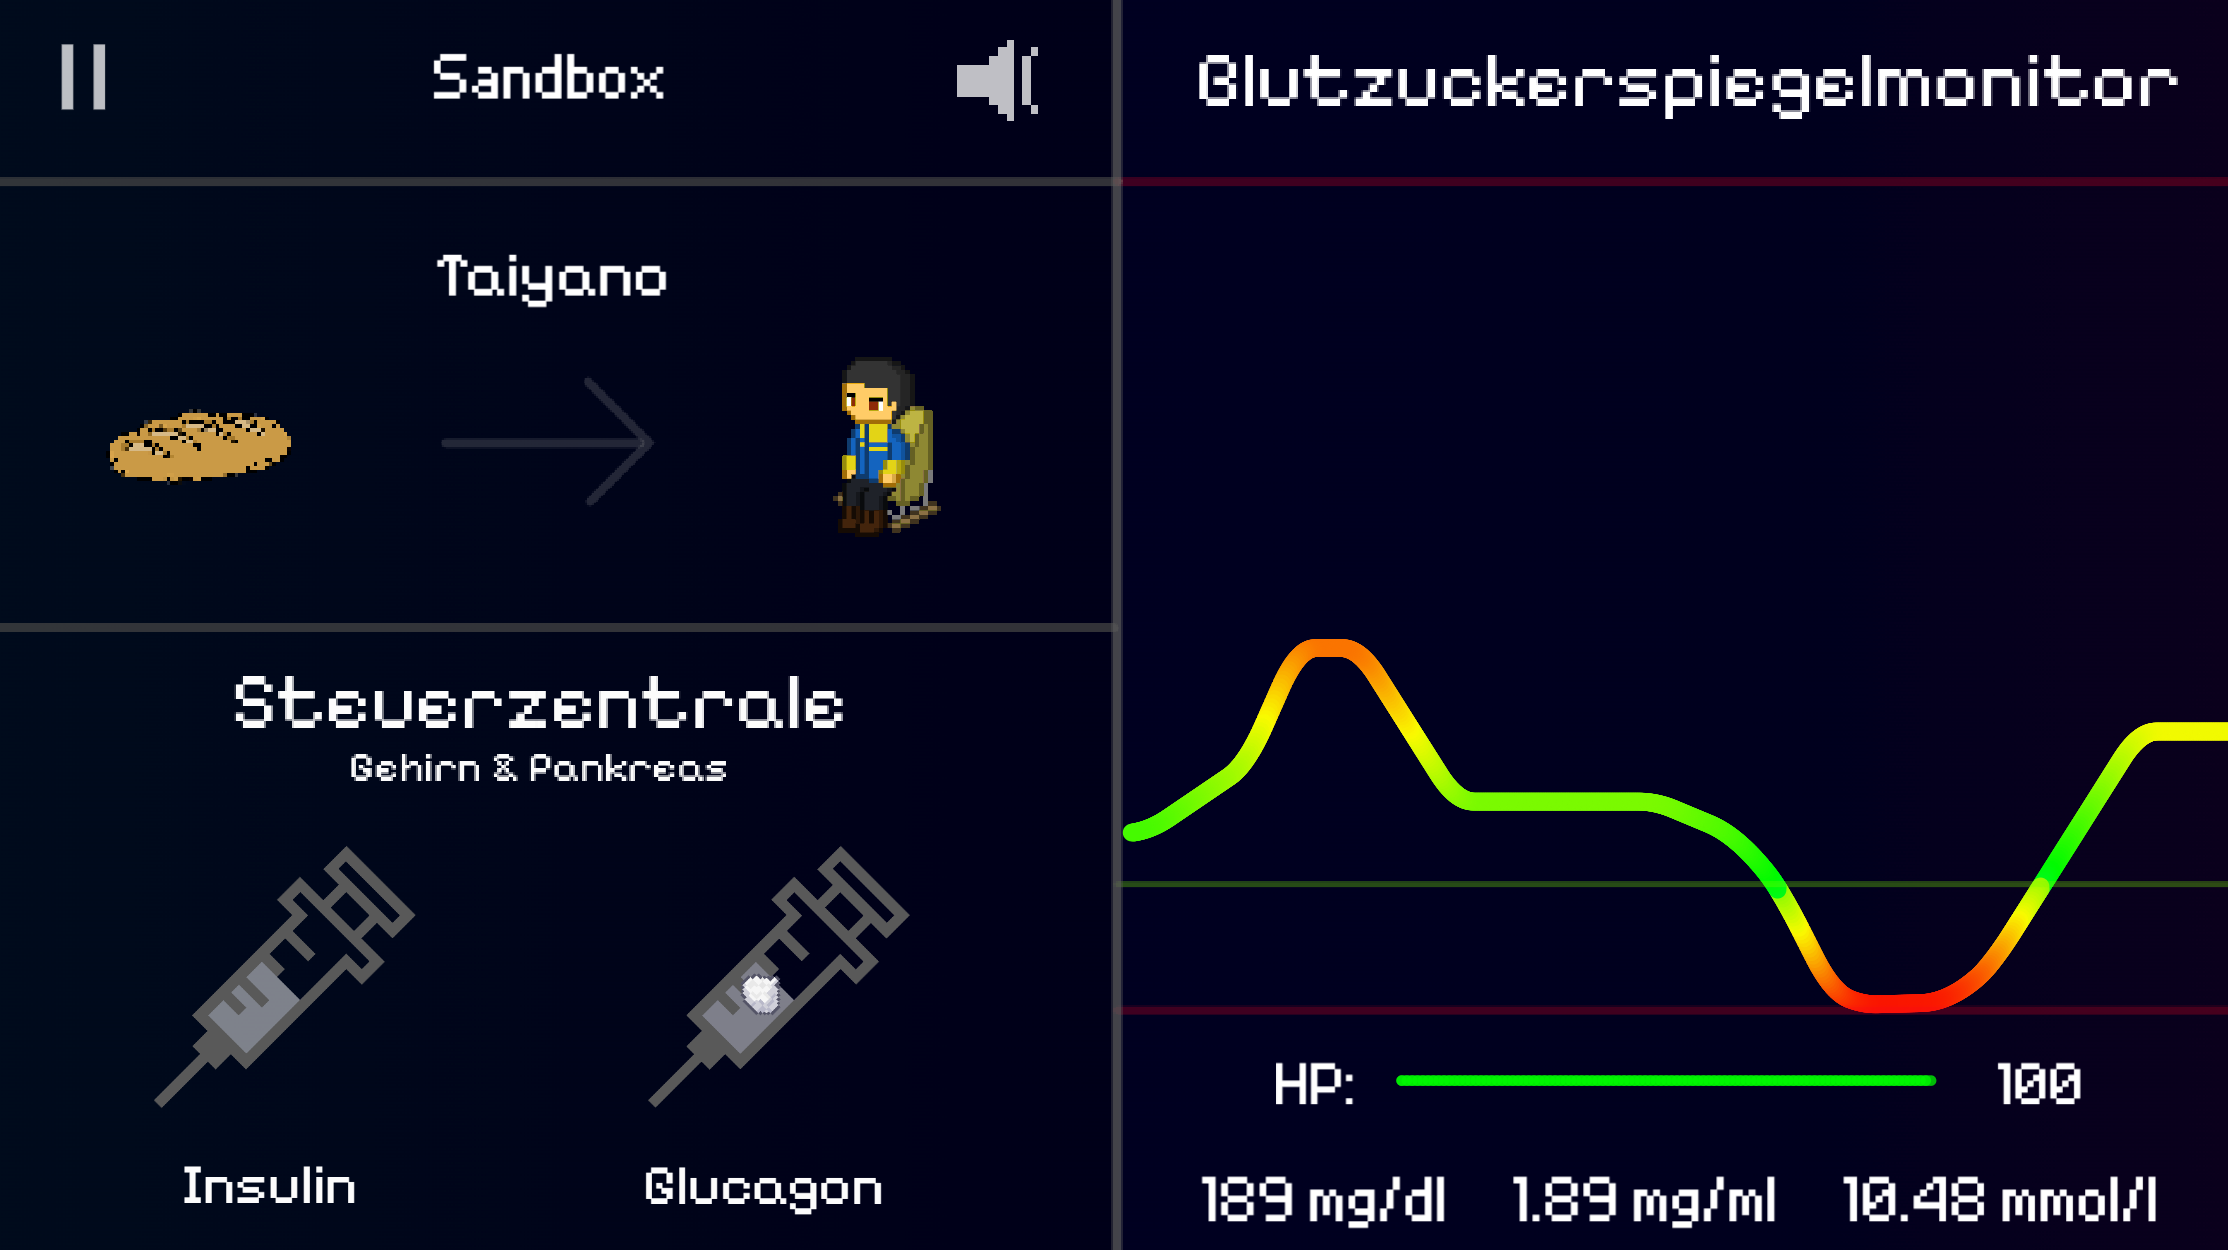 Sandbox
Blutzuckerspiegelmonitor
Taiyano
Steuerzentrale
Gehirn & Pankreas
Insulin
Glucagon
HP: 100
189 mg/dl 1.89 mg/ml 10.48 mmol/l